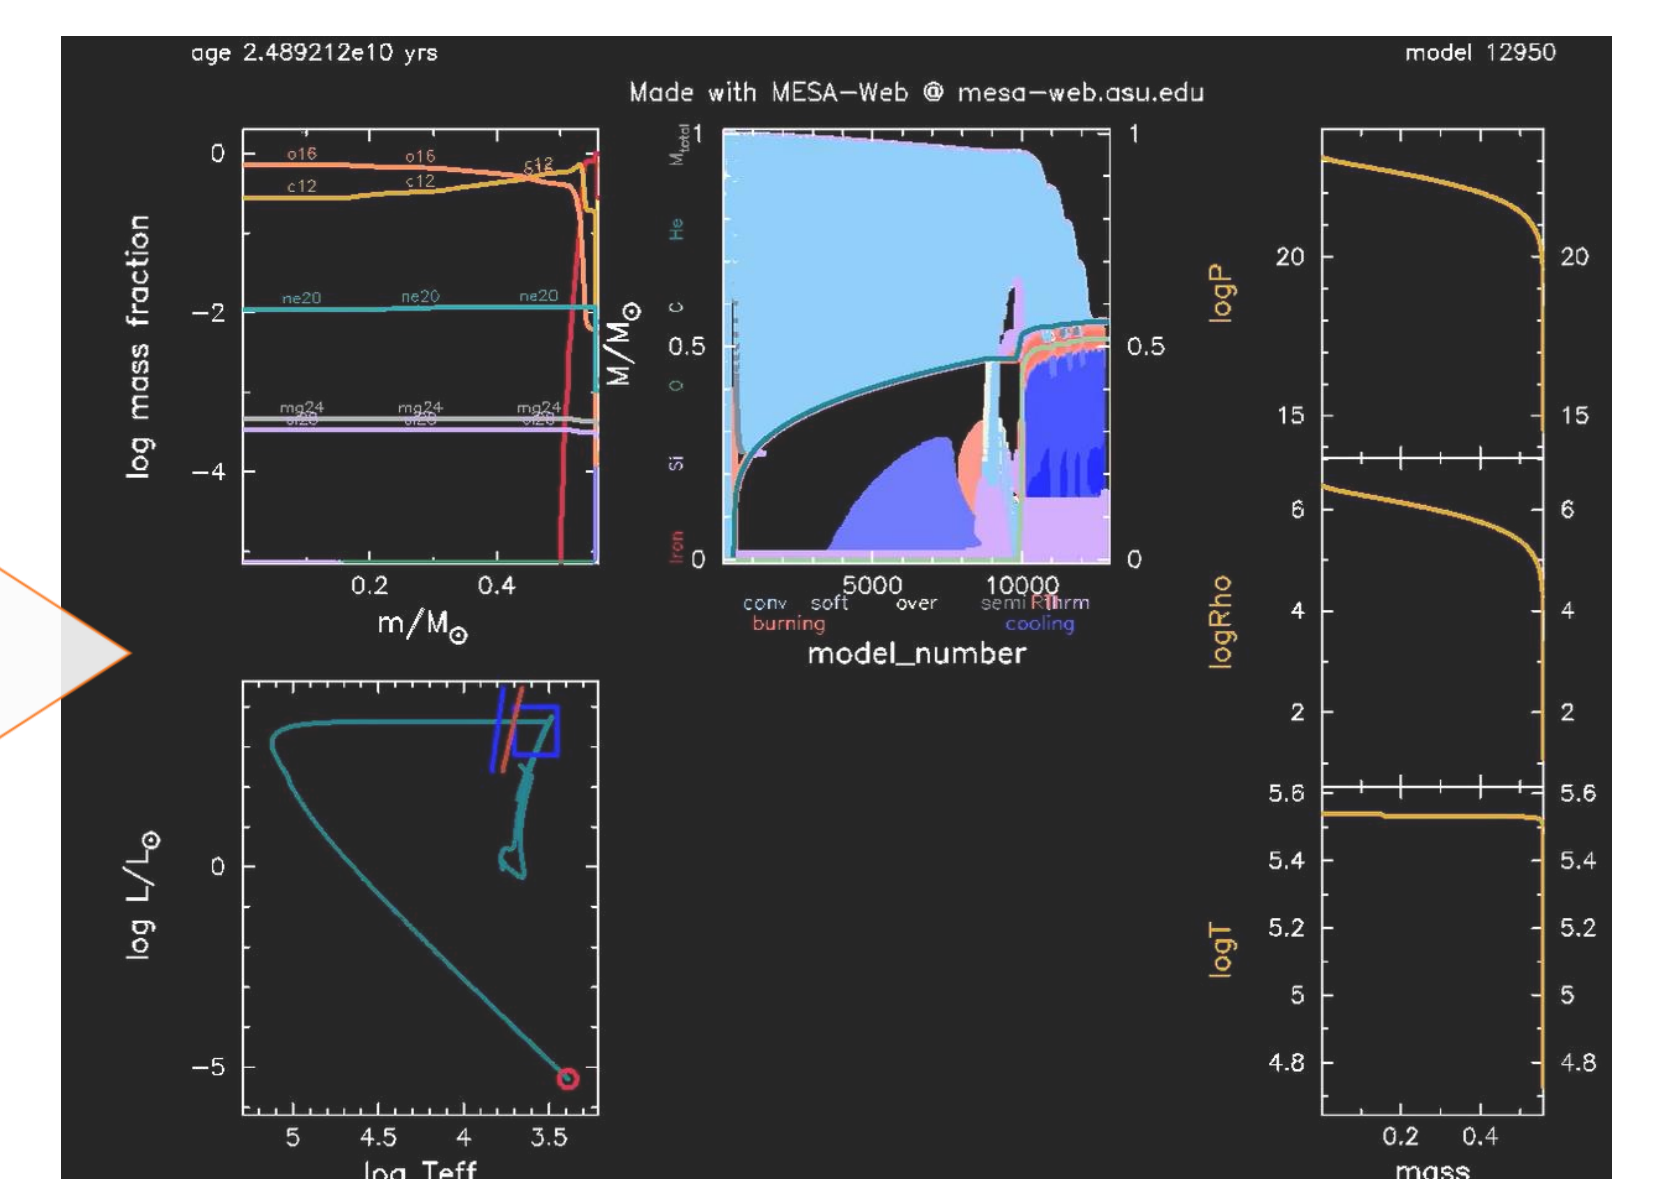 age 2.489212e10 yrs
model 12950
Made with MESA-Web @ mesa-web.asu.edu
log mass fraction
0
−2
−4
o16 o16
c12 c12 c12
ne20 ne20 ne20
mg24 mg24 mg24
0.2 0.4
m/M☉
M/M☉
Iron Si O C He Mtotal
1
0.5
0
1
0.5
0
5000 10000
conv soft over semi Thrm
burning cooling
model_number
log L/L☉
0
−5
5 4.5 4 3.5
log Teff
logP
20
15
20
15
logRho
6
4
2
6
4
2
logT
5.6
5.4
5.2
5
4.8
5.6
5.4
5.2
5
4.8
0.2 0.4
mass